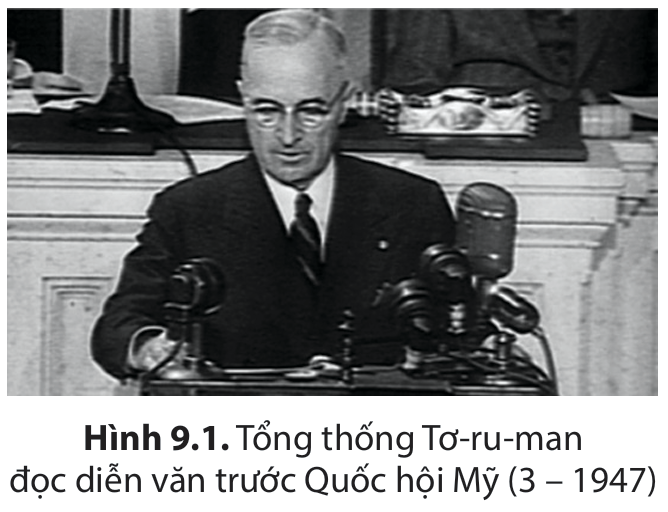 Hình 9.1. Tổng thống Tơ-ru-man
đọc diễn văn trước Quốc hội Mỹ (3 – 1947)